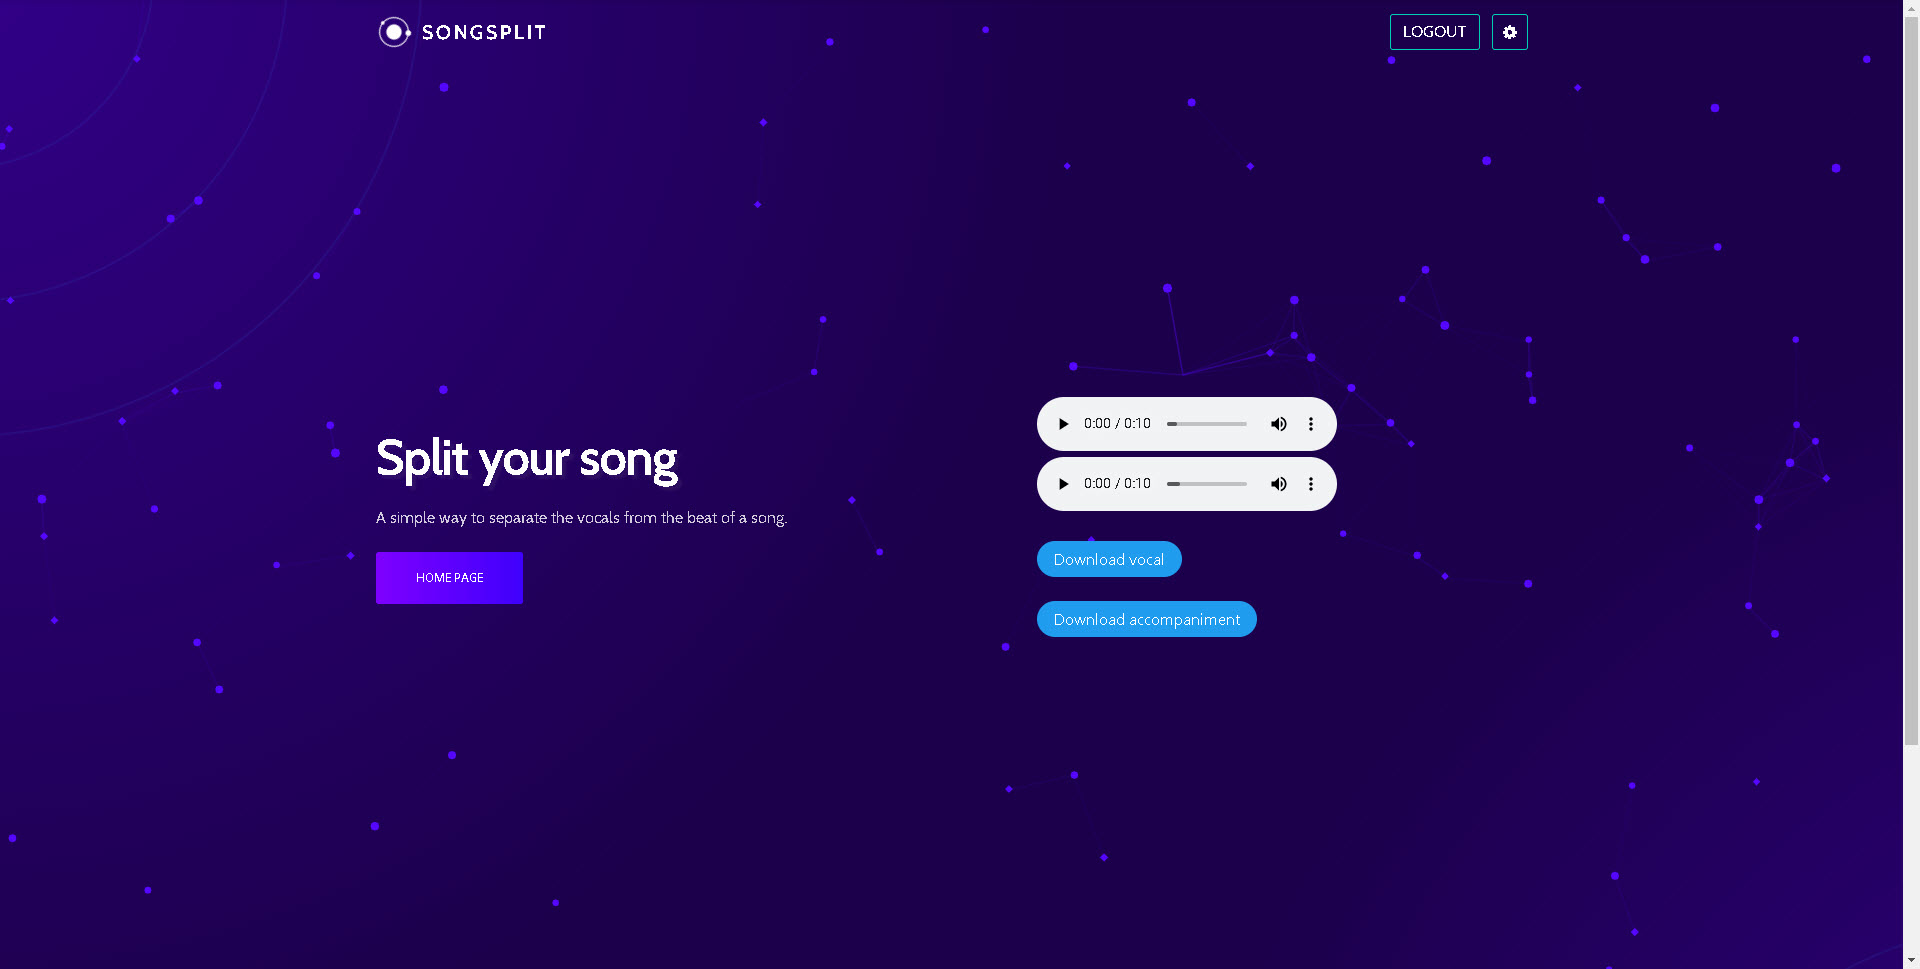 SONGSPLIT
LOGOUT
0:00 / 0:10
0:00 / 0:10
Split your song
A simple way to separate the vocals from the beat of a song.
HOME PAGE
Download vocal
Download accompaniment